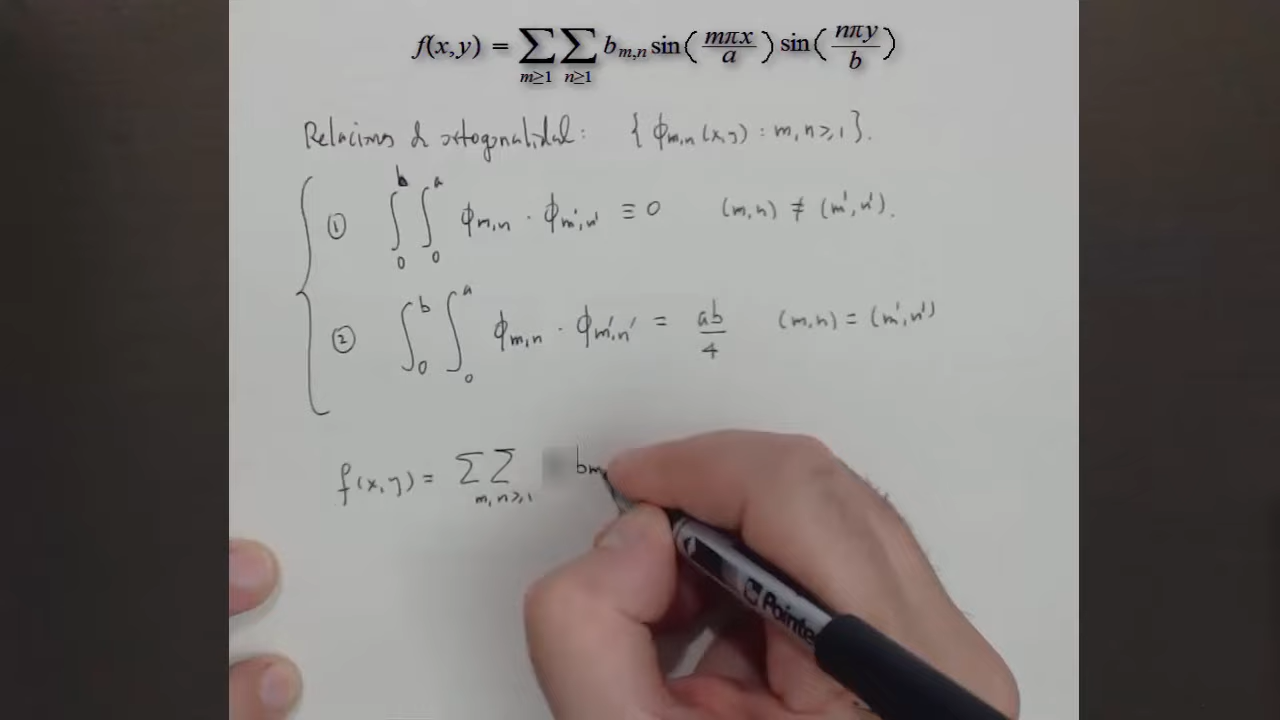 f(x,y) = ∑_{m≥1} ∑_{n≥1} b_{m,n} sin(mπx/a) sin(nπy/b)
Relaciones de ortogonalidad: { ϕ_{m,n}(x,y) : m,n≥1 }.
① ∫_0^b ∫_0^a ϕ_{m,n} · ϕ_{m',n'} ≡ 0 (m,n) ≠ (m',n').
② ∫_0^b ∫_0^a ϕ_{m,n} · ϕ_{m',n'} = ab/4 (m,n) = (m',n')
f(x,y) = ∑∑_{m,n≥1} b_m
Pointe